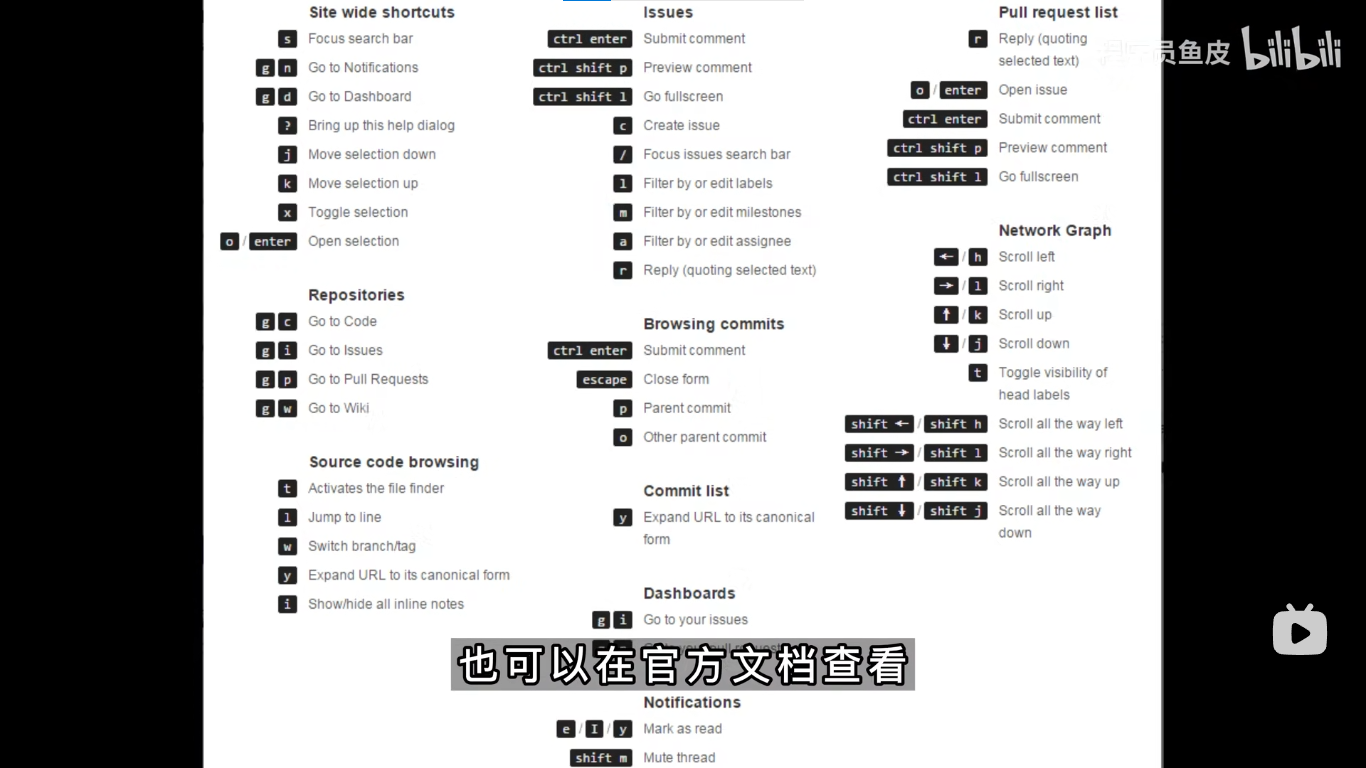 Site wide shortcuts
s Focus search bar
g n Go to Notifications
g d Go to Dashboard
? Bring up this help dialog
j Move selection down
k Move selection up
x Toggle selection
o / enter Open selection
Repositories
g c Go to Code
g i Go to Issues
g p Go to Pull Requests
g w Go to Wiki
Source code browsing
t Activates the file finder
l Jump to line
w Switch branch/tag
y Expand URL to its canonical form
i Show/hide all inline notes
Issues
ctrl enter Submit comment
ctrl shift p Preview comment
ctrl shift l Go fullscreen
c Create issue
/ Focus issues search bar
l Filter by or edit labels
m Filter by or edit milestones
a Filter by or edit assignee
r Reply (quoting selected text)
Browsing commits
ctrl enter Submit comment
escape Close form
p Parent commit
o Other parent commit
Commit list
y Expand URL to its canonical
form
Dashboards
g i Go to your issues
也可以在官方文档查看
Notifications
e / I / y Mark as read
shift m Mute thread
Pull request list
r Reply (quoting
selected text)
o / enter Open issue
ctrl enter Submit comment
ctrl shift p Preview comment
ctrl shift l Go fullscreen
Network Graph
← / h Scroll left
→ / l Scroll right
↑ / k Scroll up
↓ / j Scroll down
t Toggle visibility of
head labels
shift ← / shift h Scroll all the way left
shift → / shift l Scroll all the way right
shift ↑ / shift k Scroll all the way up
shift ↓ / shift j Scroll all the way
down
员鱼皮 bilibili